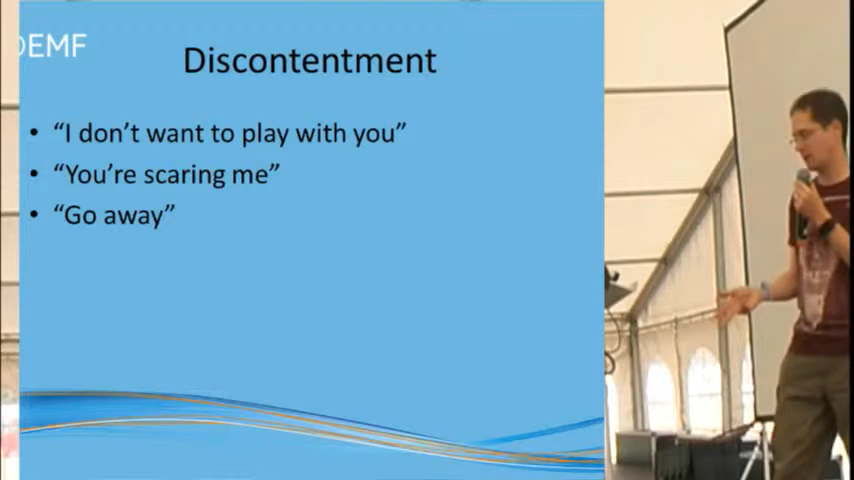 EMF
Discontentment
• “I don’t want to play with you”
• “You’re scaring me”
• “Go away”